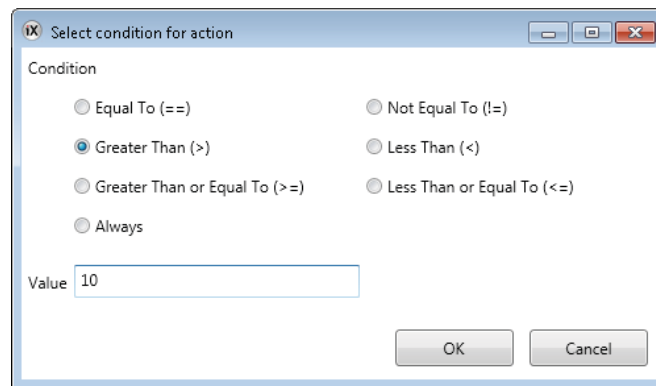 iX Select condition for action
Condition
Equal To (==) Not Equal To (!=)
Greater Than (>) Less Than (<)
Greater Than or Equal To (>=) Less Than or Equal To (<=)
Always
Value 10
OK Cancel